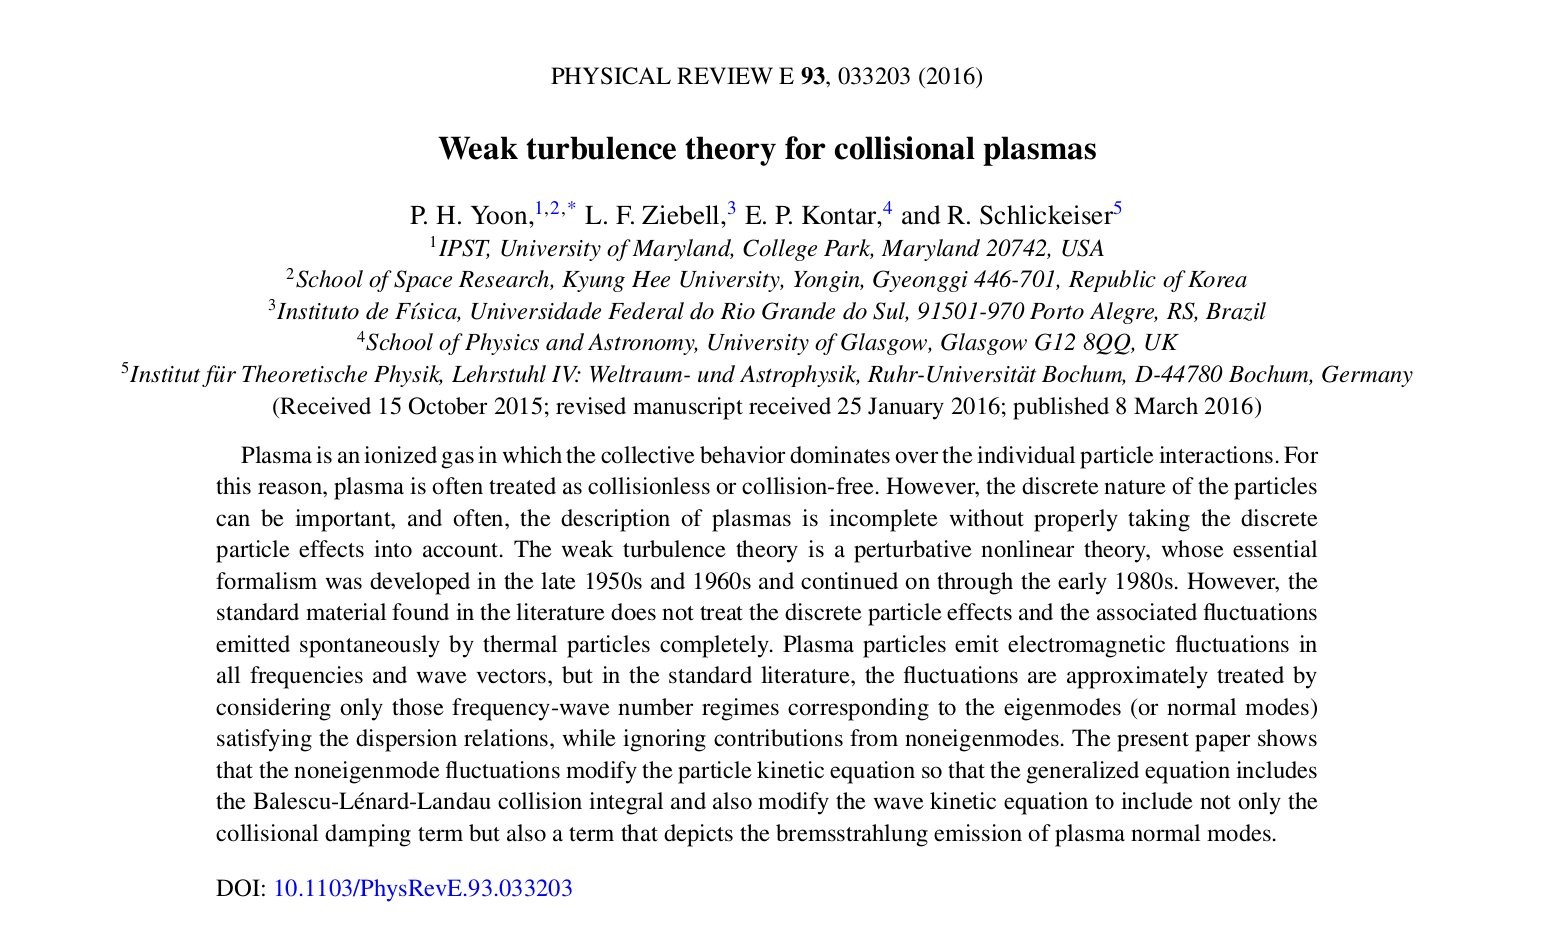 PHYSICAL REVIEW E 93, 033203 (2016)
Weak turbulence theory for collisional plasmas
P. H. Yoon,1,2,* L. F. Ziebell,3 E. P. Kontar,4 and R. Schlickeiser5
1IPST, University of Maryland, College Park, Maryland 20742, USA
2School of Space Research, Kyung Hee University, Yongin, Gyeonggi 446-701, Republic of Korea
3Instituto de Física, Universidade Federal do Rio Grande do Sul, 91501-970 Porto Alegre, RS, Brazil
4School of Physics and Astronomy, University of Glasgow, Glasgow G12 8QQ, UK
5Institut für Theoretische Physik, Lehrstuhl IV: Weltraum- und Astrophysik, Ruhr-Universität Bochum, D-44780 Bochum, Germany
(Received 15 October 2015; revised manuscript received 25 January 2016; published 8 March 2016)
Plasma is an ionized gas in which the collective behavior dominates over the individual particle interactions. For
this reason, plasma is often treated as collisionless or collision-free. However, the discrete nature of the particles
can be important, and often, the description of plasmas is incomplete without properly taking the discrete
particle effects into account. The weak turbulence theory is a perturbative nonlinear theory, whose essential
formalism was developed in the late 1950s and 1960s and continued on through the early 1980s. However, the
standard material found in the literature does not treat the discrete particle effects and the associated fluctuations
emitted spontaneously by thermal particles completely. Plasma particles emit electromagnetic fluctuations in
all frequencies and wave vectors, but in the standard literature, the fluctuations are approximately treated by
considering only those frequency-wave number regimes corresponding to the eigenmodes (or normal modes)
satisfying the dispersion relations, while ignoring contributions from noneigenmodes. The present paper shows
that the noneigenmode fluctuations modify the particle kinetic equation so that the generalized equation includes
the Balescu-Lénard-Landau collision integral and also modify the wave kinetic equation to include not only the
collisional damping term but also a term that depicts the bremsstrahlung emission of plasma normal modes.
DOI: 10.1103/PhysRevE.93.033203